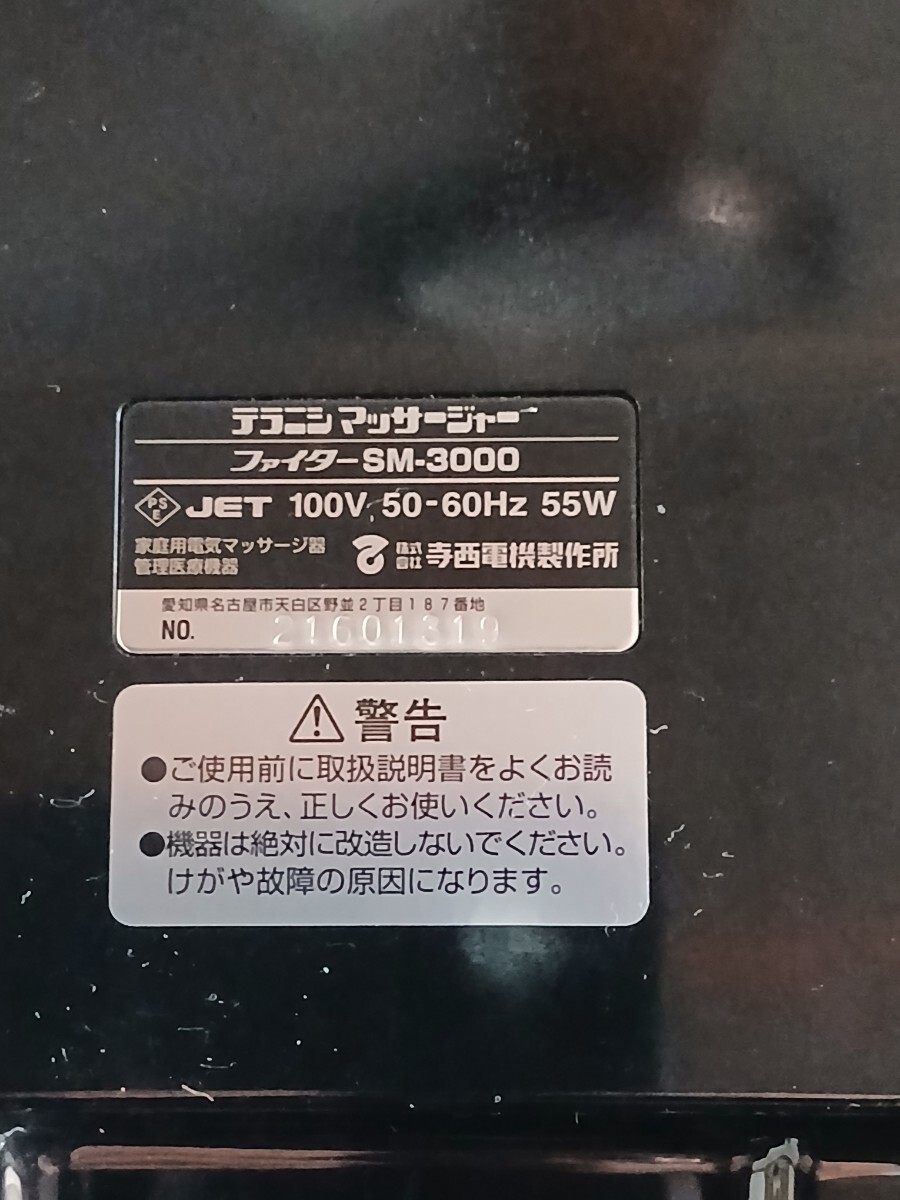 テラニシ マッサージャー
ファイターSM-3000
PSE JET 100V 50-60Hz 55W
家庭用電気マッサージ器
管理医療機器
株式会社 寺西電機製作所
愛知県名古屋市天白区野並2丁目187番地
NO. 21601319
警告
●ご使用前に取扱説明書をよくお読
みのうえ、正しくお使いください。
●機器は絶対に改造しないでください。
けがや故障の原因になります。